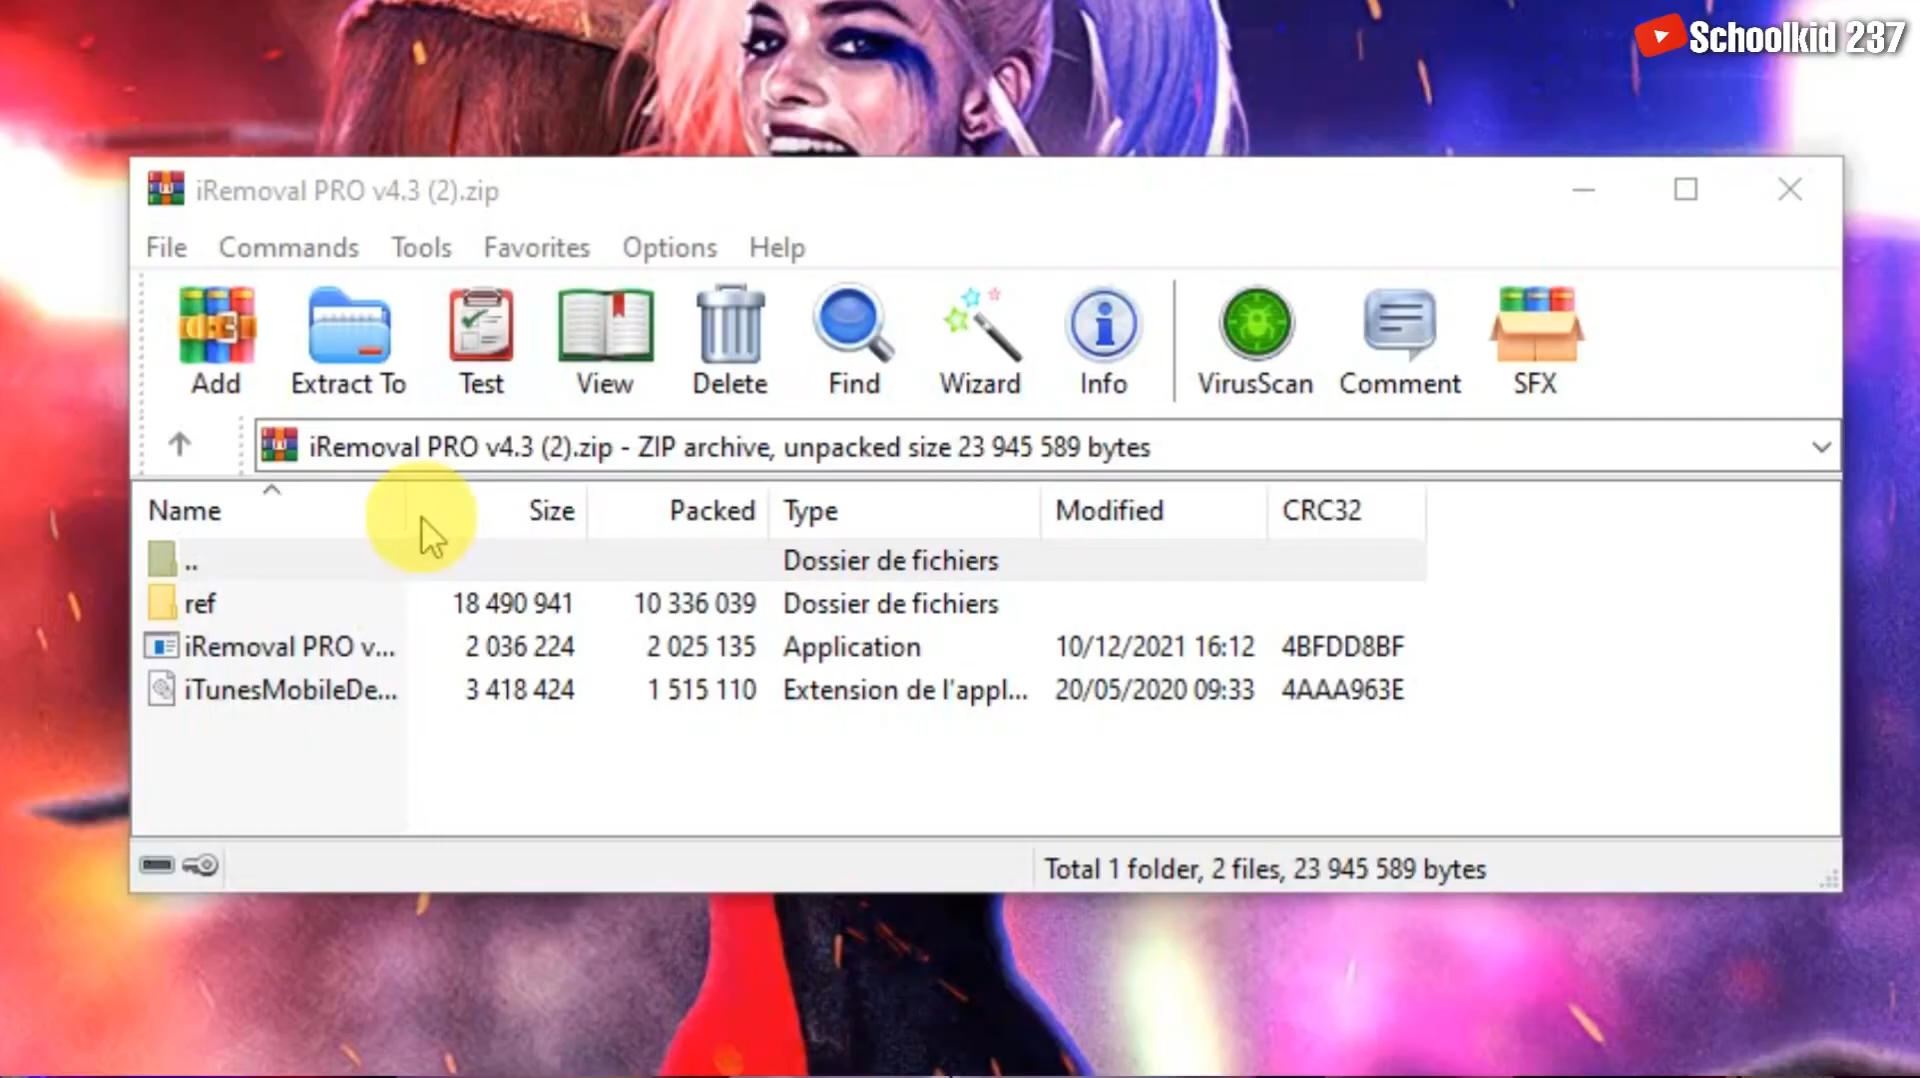 Schoolkid 237
iRemoval PRO v4.3 (2).zip
File Commands Tools Favorites Options Help
Add Extract To Test View Delete Find Wizard Info VirusScan Comment SFX
iRemoval PRO v4.3 (2).zip - ZIP archive, unpacked size 23 945 589 bytes
Name Size Packed Type Modified CRC32
.. Dossier de fichiers
ref 18 490 941 10 336 039 Dossier de fichiers
iRemoval PRO v... 2 036 224 2 025 135 Application 10/12/2021 16:12 4BFDD8BF
iTunesMobileDe... 3 418 424 1 515 110 Extension de l'appl... 20/05/2020 09:33 4AAA963E
Total 1 folder, 2 files, 23 945 589 bytes